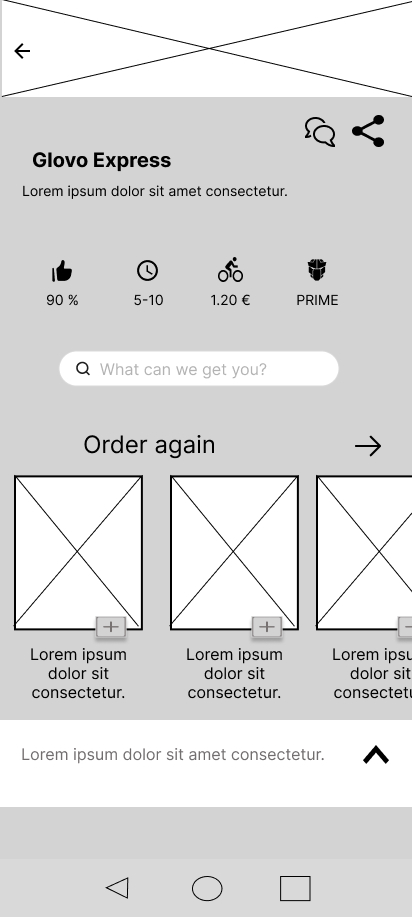 Glovo Express
Lorem ipsum dolor sit amet consectetur.
90 %
5-10
1.20 €
PRIME
What can we get you?
Order again
Lorem ipsum
dolor sit
consectetur.
Lorem ipsum
dolor sit
consectetur.
Lorem ipsu
dolor sit
consectetu
Lorem ipsum dolor sit amet consectetur.